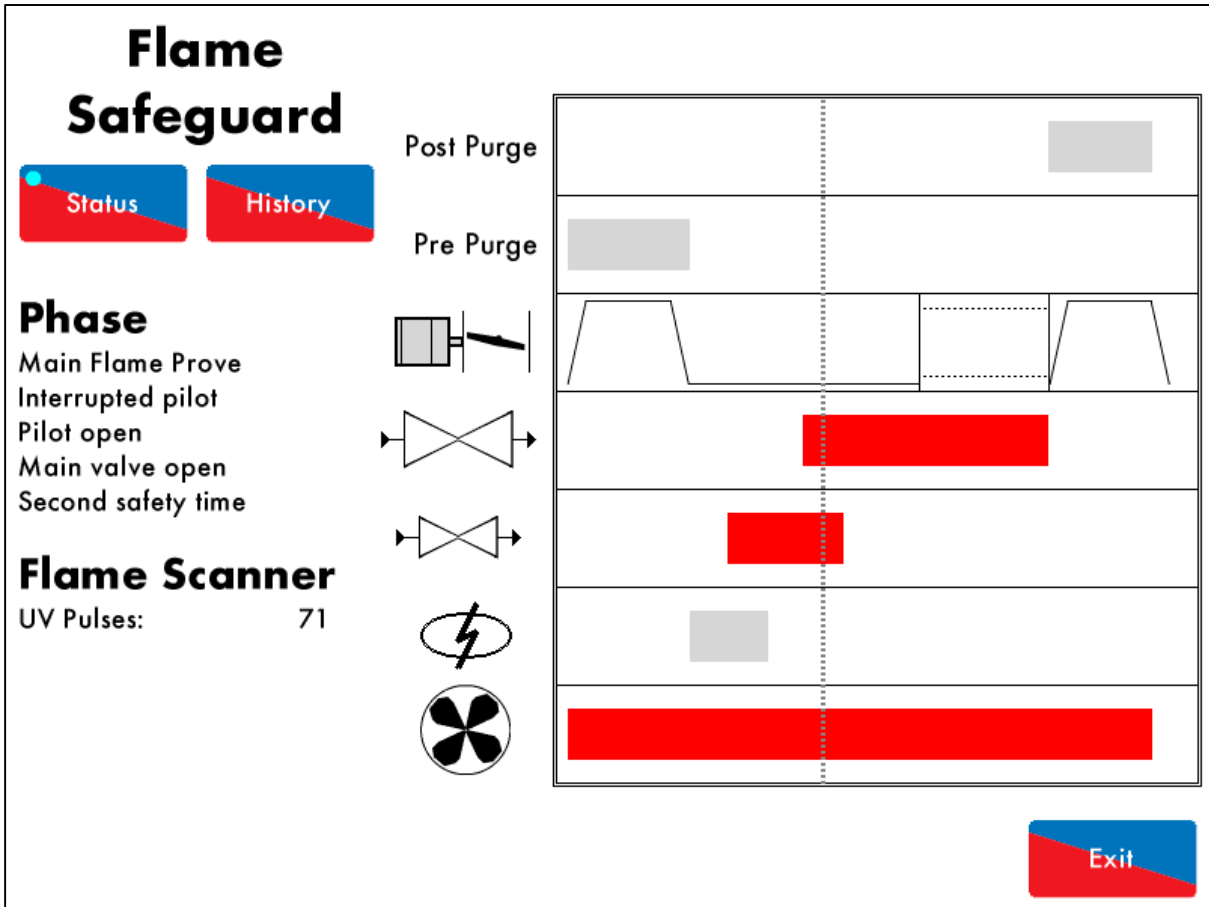 Flame
Safeguard
Status
History
Phase
Main Flame Prove
Interrupted pilot
Pilot open
Main valve open
Second safety time
Flame Scanner
UV Pulses: 71
Post Purge
Pre Purge
Exit